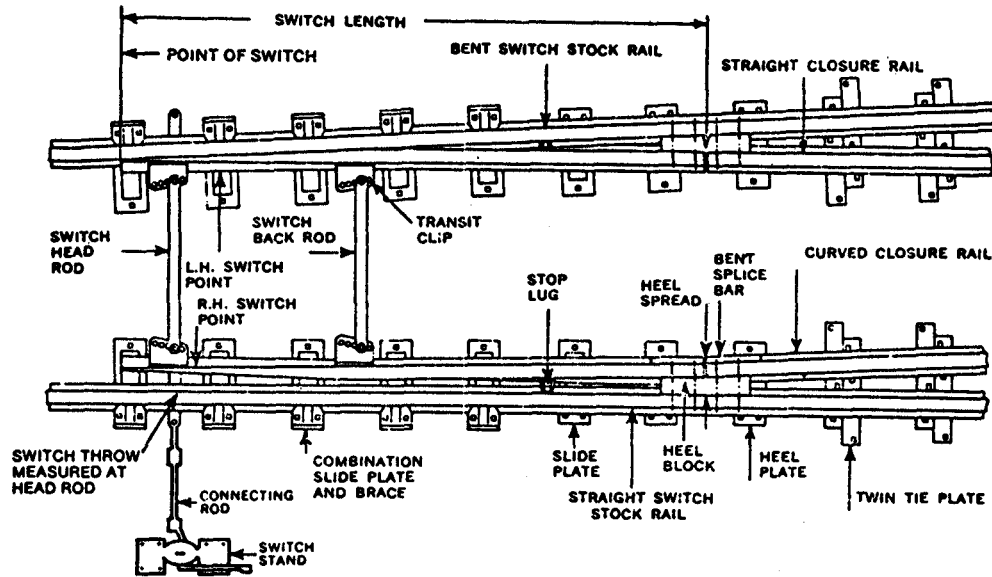 SWITCH LENGTH
POINT OF SWITCH
BENT SWITCH STOCK RAIL
STRAIGHT CLOSURE RAIL
SWITCH
HEAD
ROD
L.H. SWITCH
POINT
R.H. SWITCH
POINT
SWITCH
BACK ROD
TRANSIT
CLIP
STOP
LUG
HEEL
SPREAD
BENT
SPLICE
BAR
CURVED CLOSURE RAIL
SWITCH THROW
MEASURED AT
HEAD ROD
CONNECTING
ROD
SWITCH
STAND
COMBINATION
SLIDE PLATE
AND BRACE
SLIDE
PLATE
STRAIGHT SWITCH
STOCK RAIL
HEEL
BLOCK
HEEL
PLATE
TWIN TIE PLATE